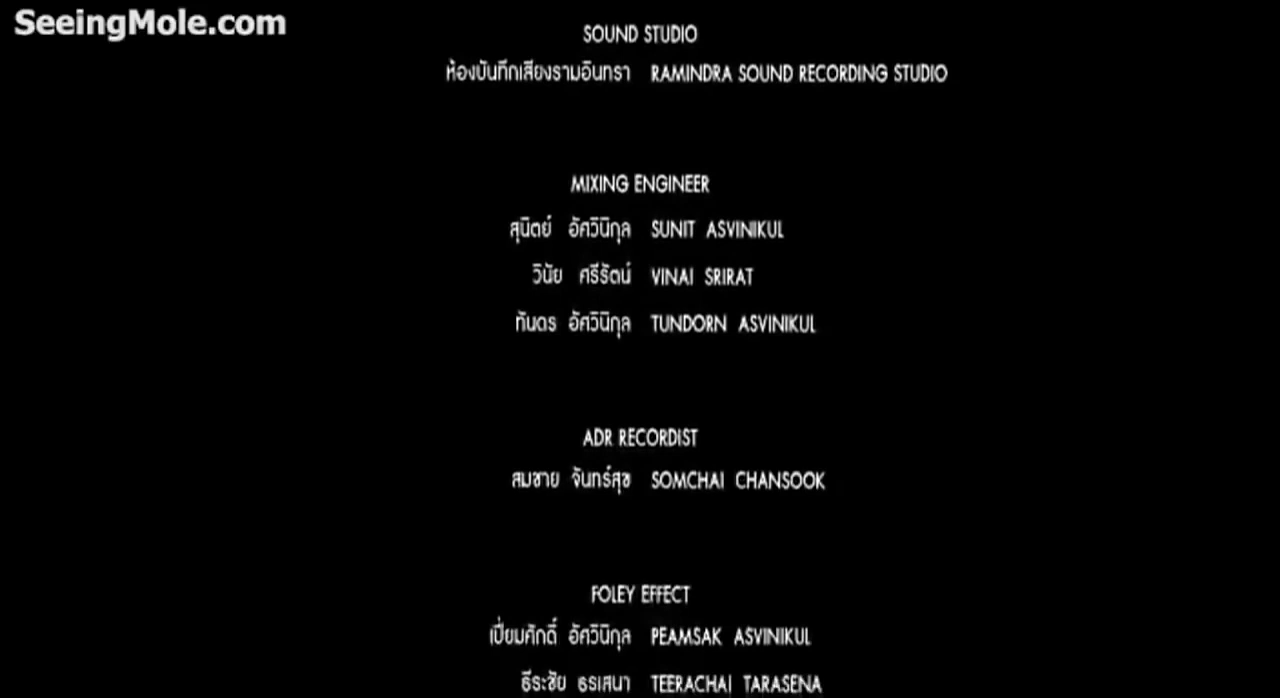 SeeingMole.com
SOUND STUDIO
ห้องบันทึกเสียงรามอินทรา RAMINDRA SOUND RECORDING STUDIO
MIXING ENGINEER
สุนิตย์ อัศวินิกุล SUNIT ASVINIKUL
วินัย ศรีรัตน์ VINAI SRIRAT
ทันดร อัศวินิกุล TUNDORN ASVINIKUL
ADR RECORDIST
สมชาย จันทร์สุข SOMCHAI CHANSOOK
FOLEY EFFECT
เปี่ยมศักดิ์ อัศวินิกุล PEAMSAK ASVINIKUL
ธีระชัย ธรเสนา TEERACHAI TARASENA